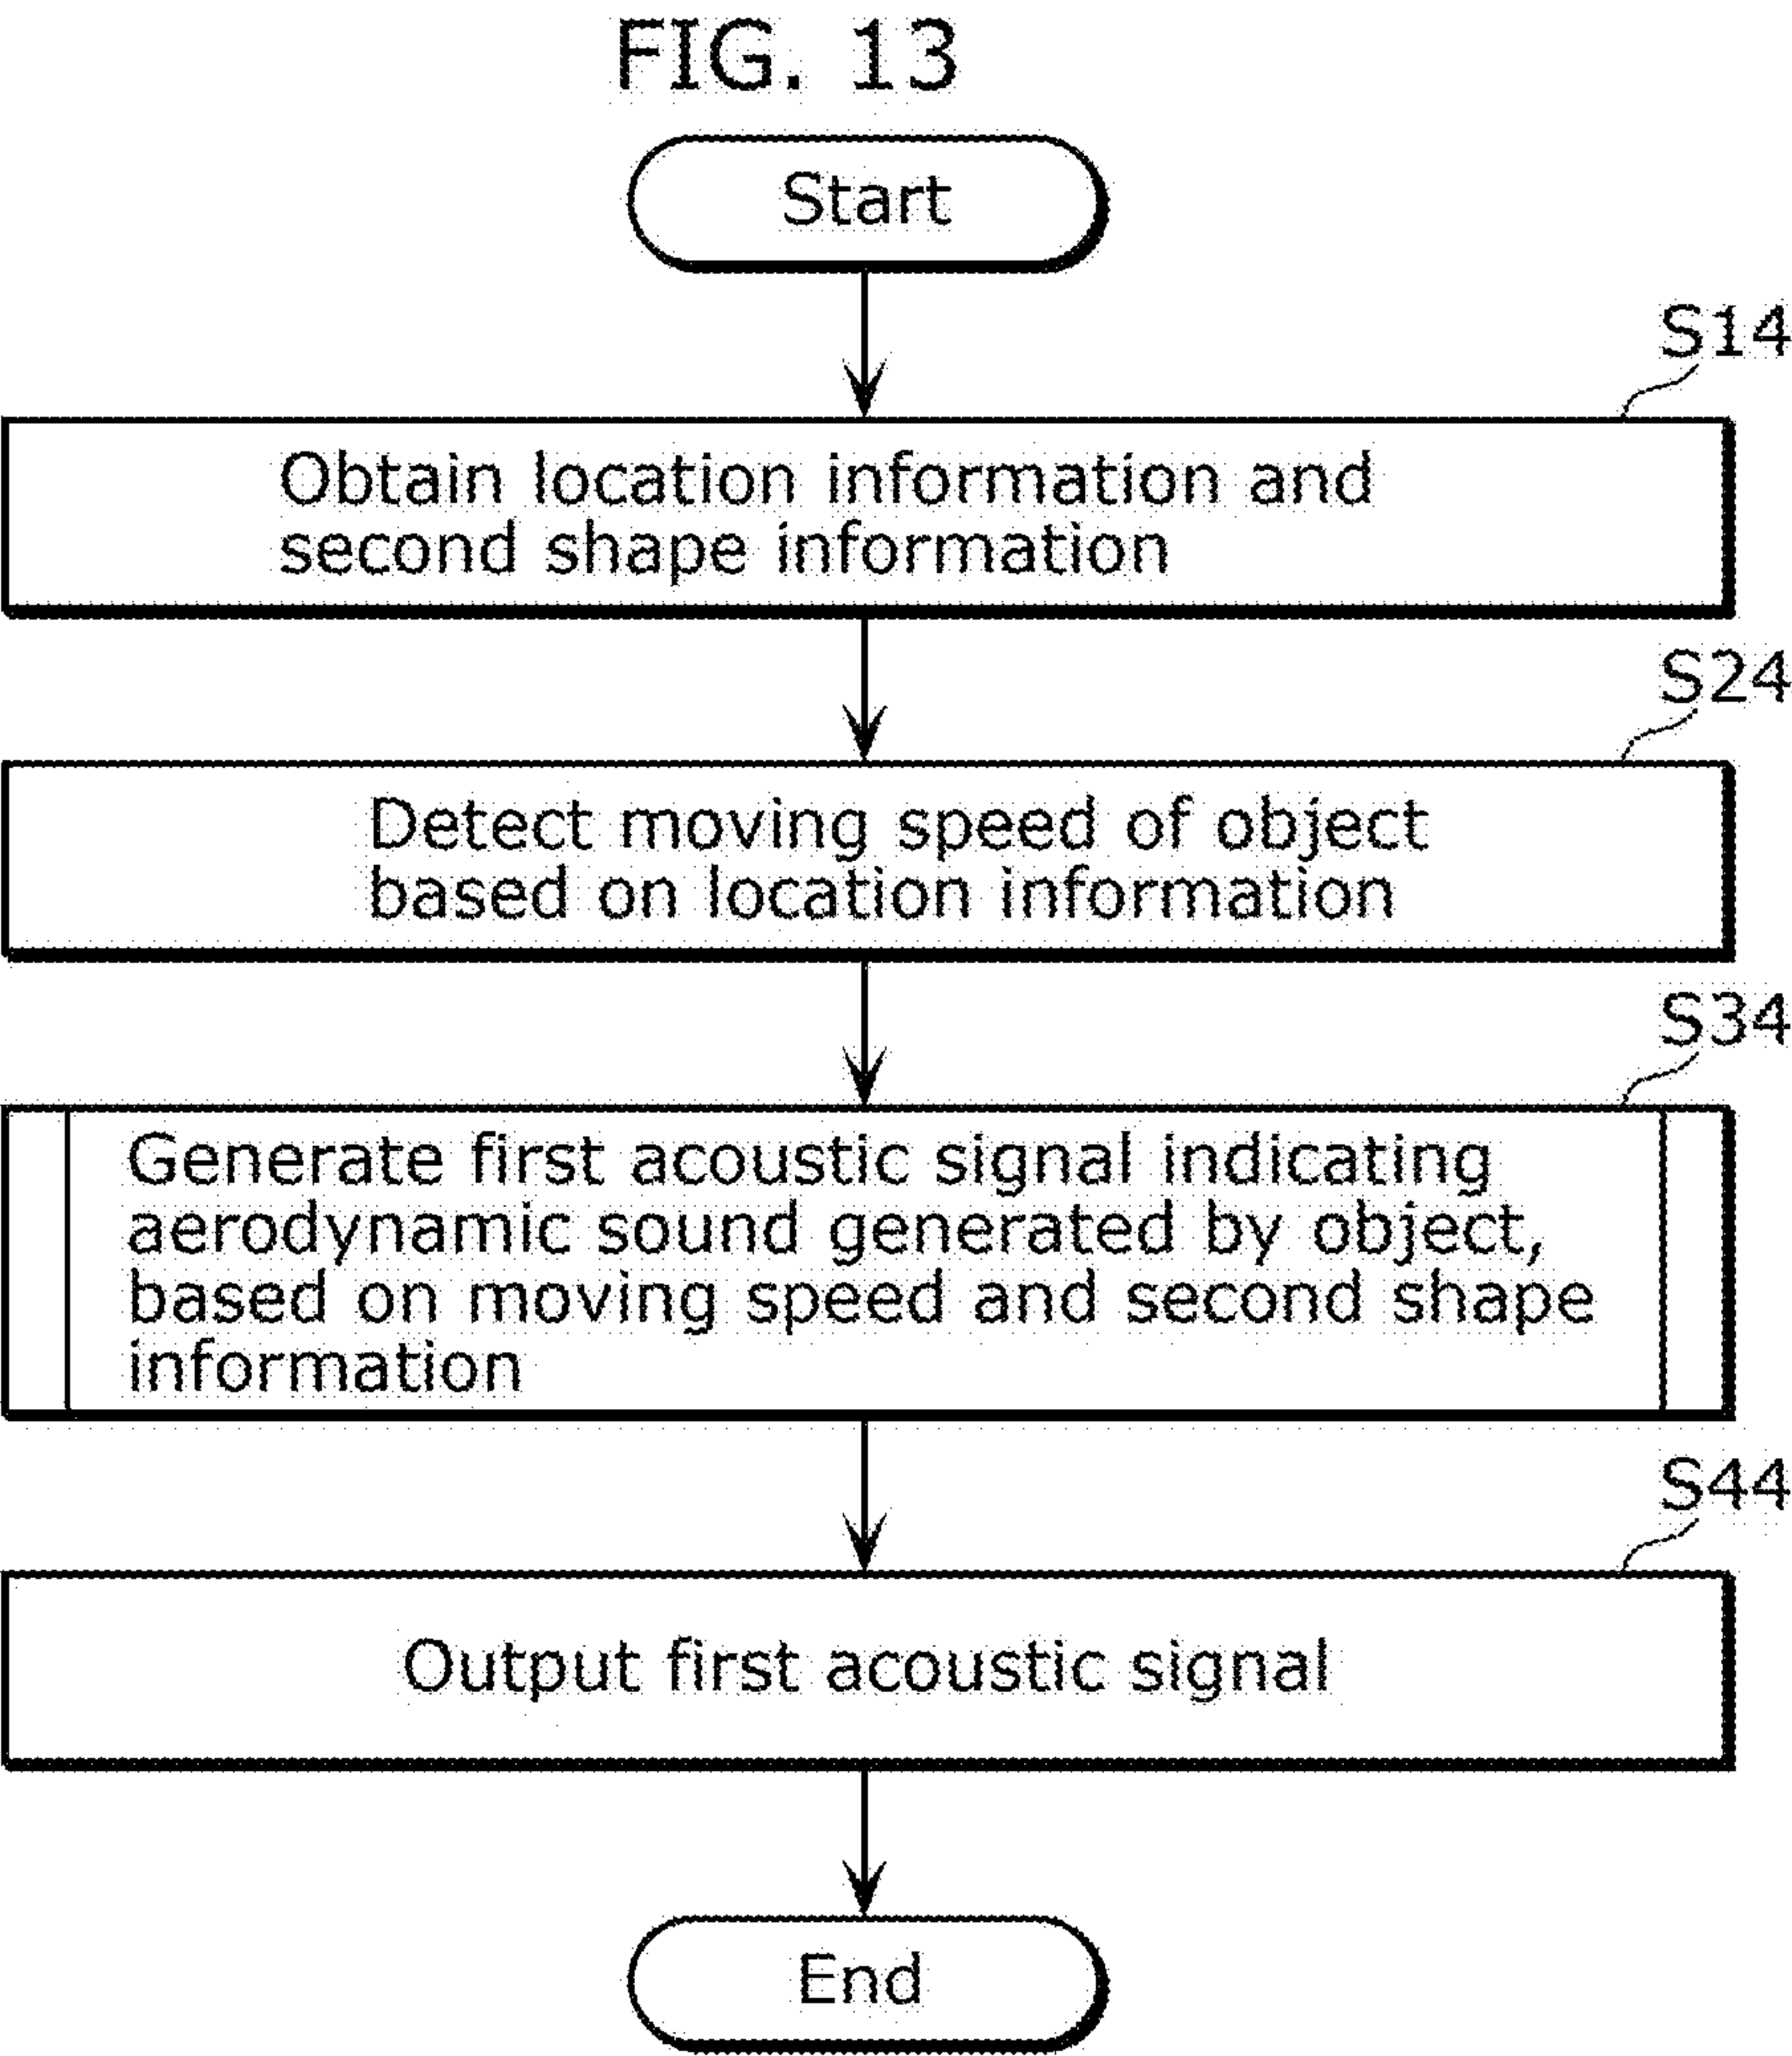 FIG. 13
Start
S14
Obtain location information and
second shape information
S24
Detect moving speed of object
based on location information
S34
Generate first acoustic signal indicating
aerodynamic sound generated by object,
based on moving speed and second shape
information
S44
Output first acoustic signal
End